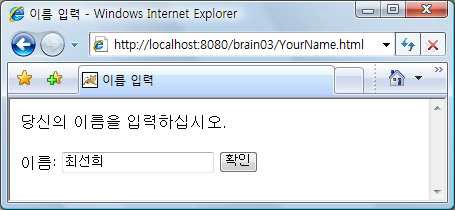 이름 입력 - Windows Internet Explorer
http://localhost:8080/brain03/YourName.html
이름 입력
당신의 이름을 입력하십시오.
이름: 최선희 확인